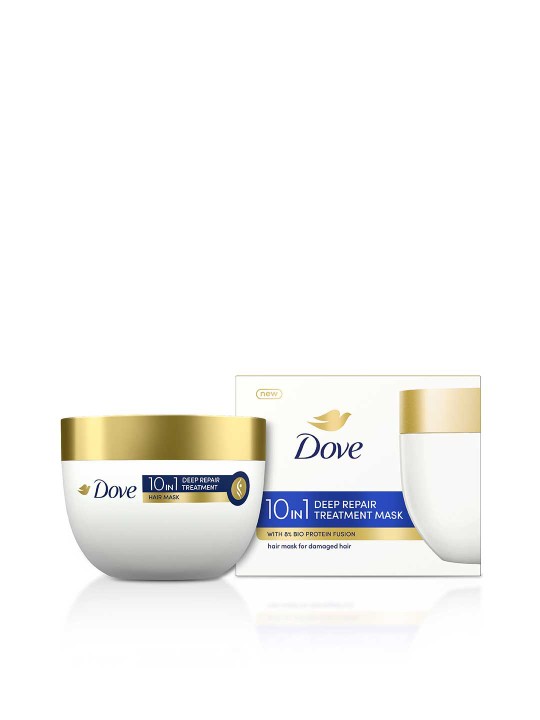 new
Dove
10 IN 1 DEEP REPAIR
TREATMENT MASK
WITH 8% BIO PROTEIN FUSION
hair mask for damaged hair
Dove
10 IN 1 DEEP REPAIR
TREATMENT
HAIR MASK